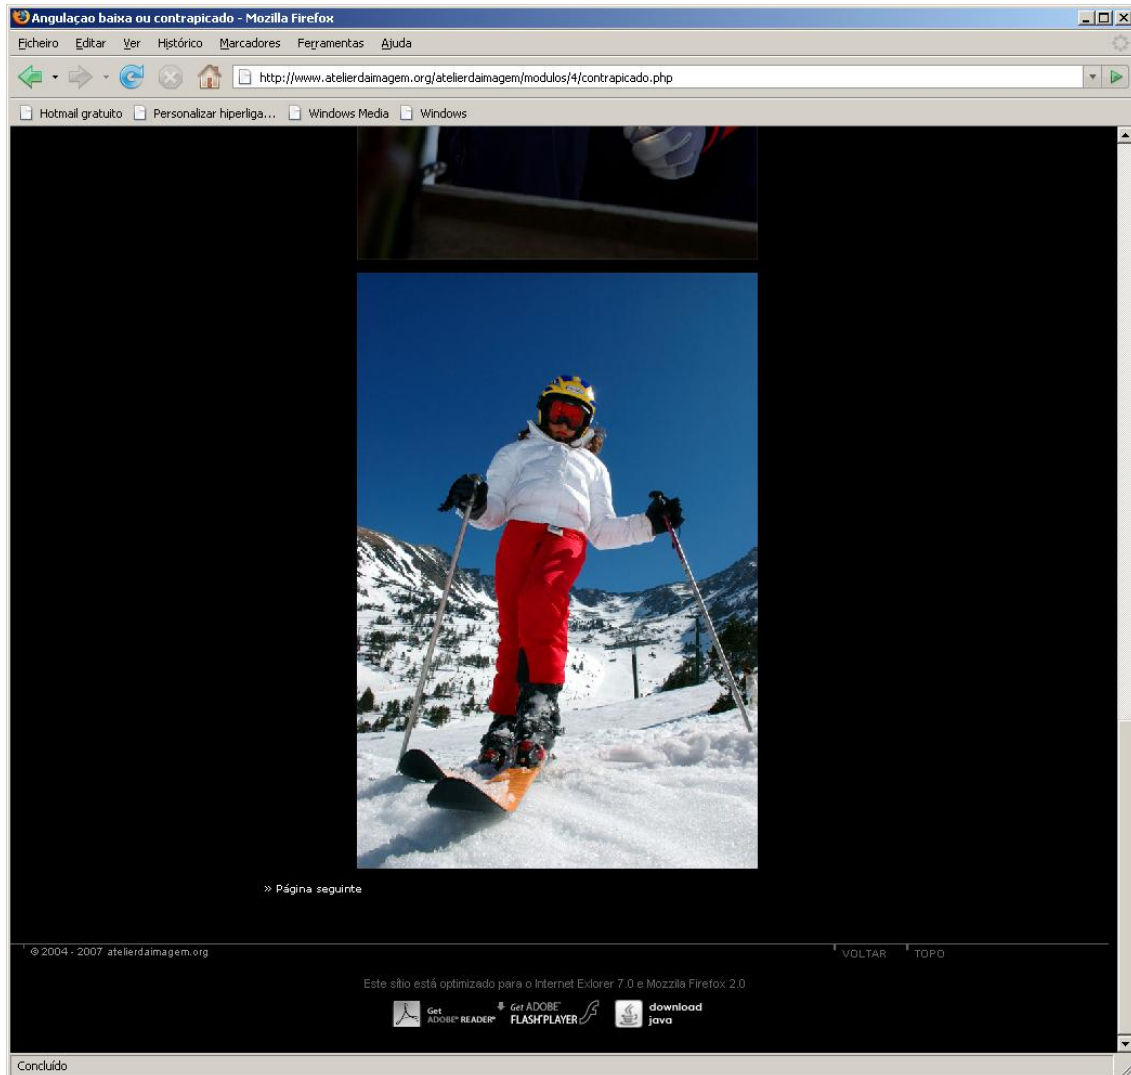 Angulaçao baixa ou contrapicado - Mozilla Firefox
Ficheiro Editar Ver Histórico Marcadores Ferramentas Ajuda
http://www.atelierdaimagem.org/atelierdaimagem/modulos/4/contrapicado.php
Hotmail gratuito Personalizar hiperliga... Windows Media Windows
» Página seguinte
© 2004 - 2007 atelierdaimagem.org VOLTAR TOPO
Este sítio está optimizado para o Internet Exlorer 7.0 e Mozzila Firefox 2.0
Get ADOBE® READER®
Get ADOBE® FLASH® PLAYER
download java
Concluído